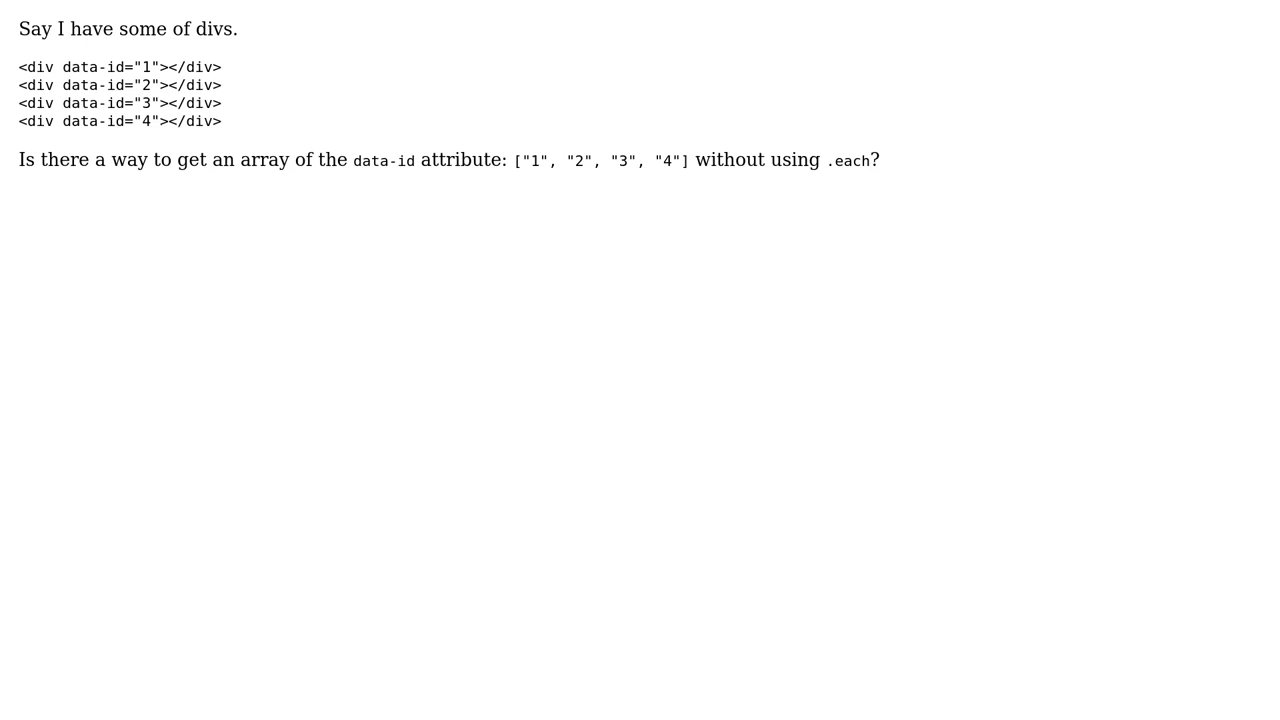 Say I have some of divs.
<div data-id="1"></div>
<div data-id="2"></div>
<div data-id="3"></div>
<div data-id="4"></div>
Is there a way to get an array of the data-id attribute: ["1", "2", "3", "4"] without using .each?